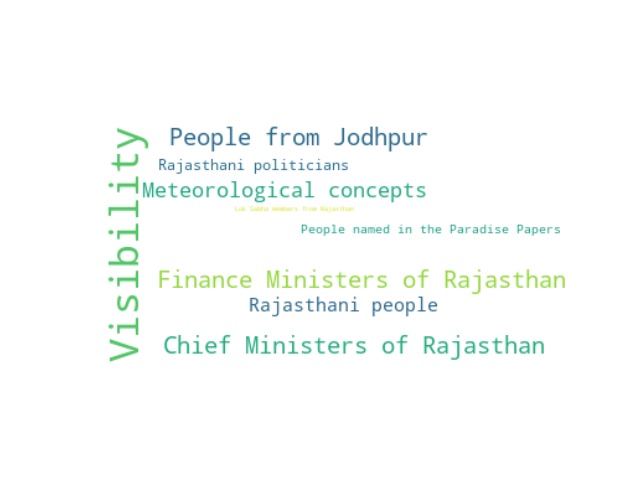 Visibility
People from Jodhpur
Rajasthani politicians
Meteorological concepts
Lok Sabha members from Rajasthan
People named in the Paradise Papers
Finance Ministers of Rajasthan
Rajasthani people
Chief Ministers of Rajasthan